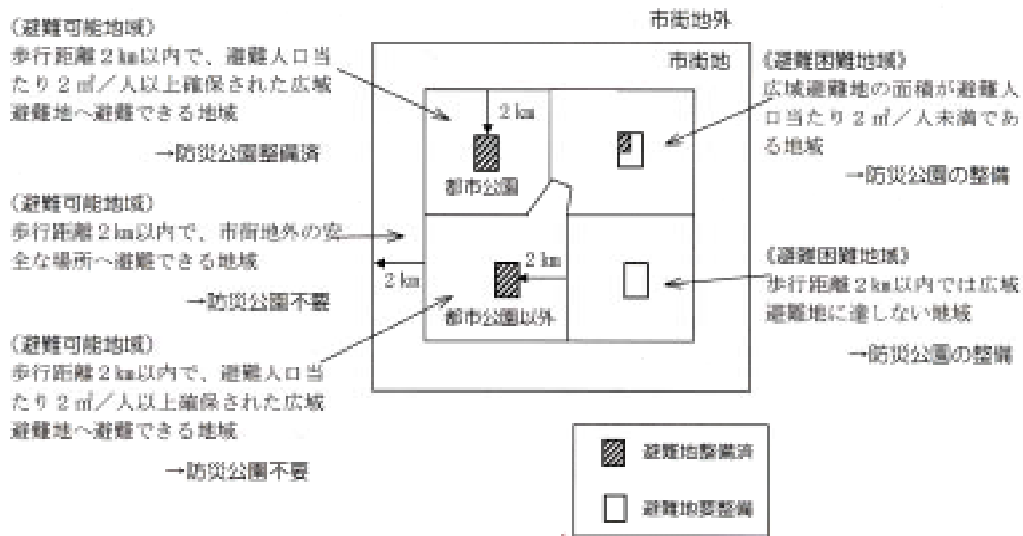 (避難可能地域)
歩行距離2km以内で、避難人口当
たり2㎡/人以上確保された広域
避難地へ避難できる地域
→防災公園整備済
(避難可能地域)
歩行距離2km以内で、市街地外の安
全な場所へ避難できる地域
→防災公園不要
(避難可能地域)
歩行距離2km以内で、避難人口当
たり2㎡/人以上確保された広域
避難地へ避難できる地域
→防災公園不要
市街地外
市街地
2 km
都市公園
2 km
2 km
都市公園以外
《避難困難地域》
広域避難地の面積が避難人
口当たり2㎡/人未満であ
る地域
→防災公園の整備
《避難困難地域》
歩行距離2km以内では広域
避難地に達しない地域
→防災公園の整備
避難地整備済
避難地要整備